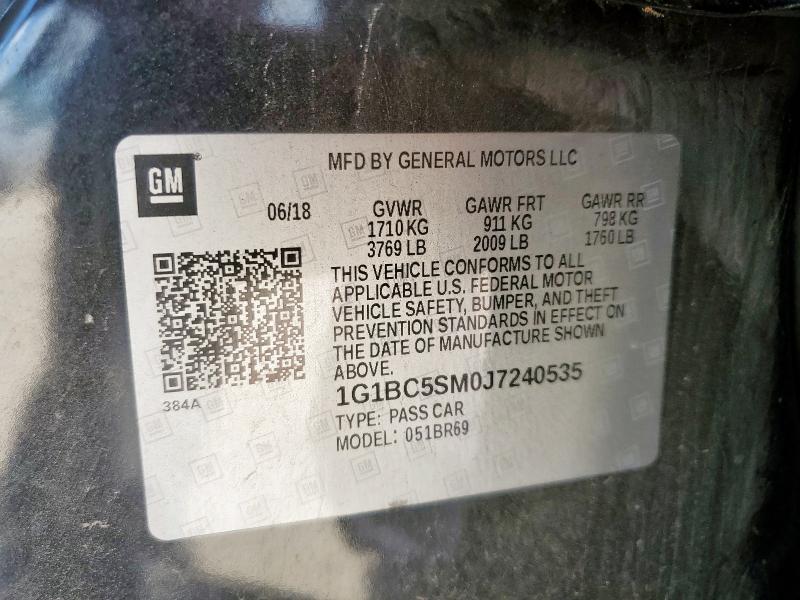 GM
MFD BY GENERAL MOTORS LLC
06/18
GVWR
1710 KG
3769 LB
GAWR FRT
911 KG
2009 LB
GAWR RR
798 KG
1760 LB
THIS VEHICLE CONFORMS TO ALL
APPLICABLE U.S. FEDERAL MOTOR
VEHICLE SAFETY, BUMPER, AND THEFT
PREVENTION STANDARDS IN EFFECT ON
THE DATE OF MANUFACTURE SHOWN
ABOVE.
384A
1G1BC5SM0J7240535
TYPE: PASS CAR
MODEL: 051BR69